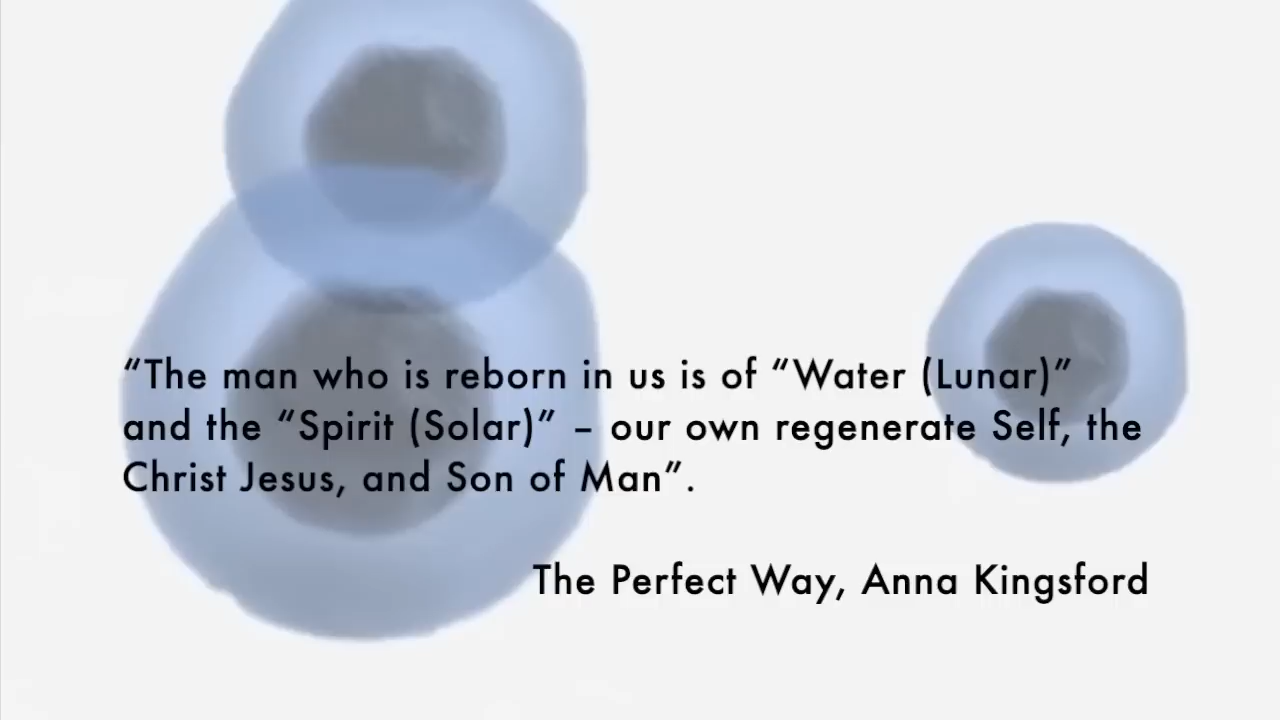 “The man who is reborn in us is of “Water (Lunar)”
and the “Spirit (Solar)” – our own regenerate Self, the
Christ Jesus, and Son of Man”.
The Perfect Way, Anna Kingsford